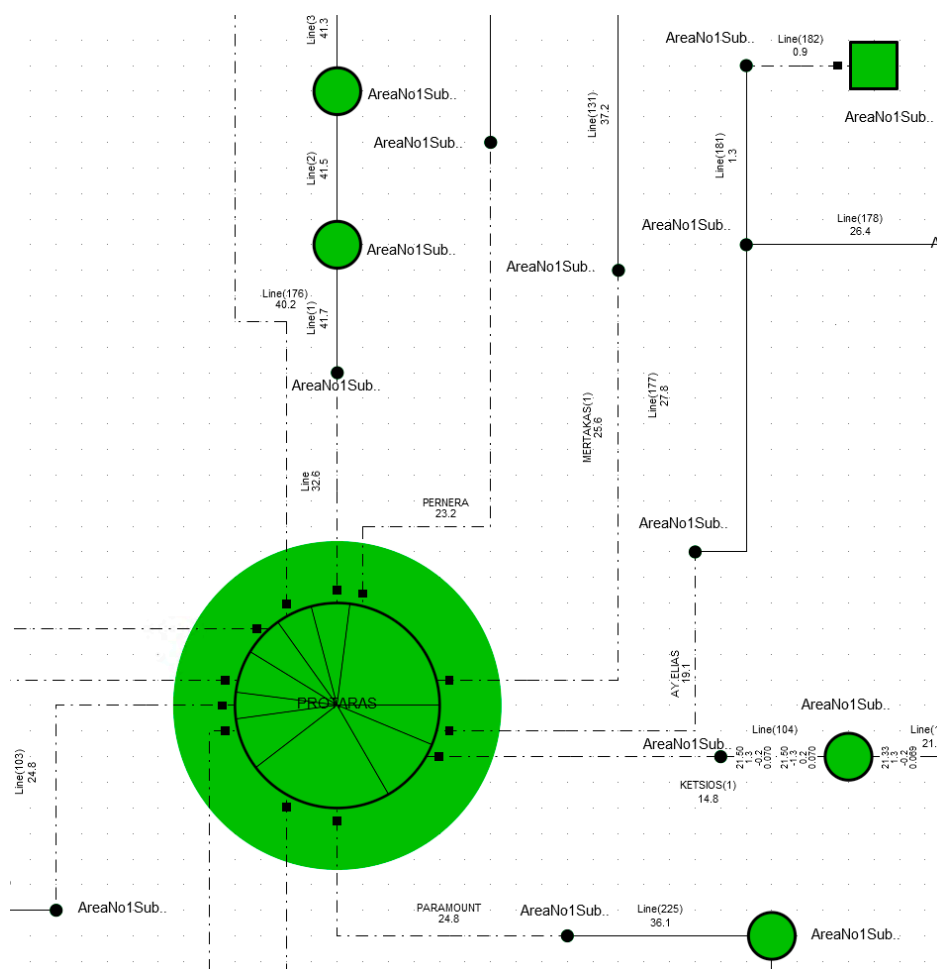 Line(3
41.3
AreaNo1Sub..
Line(182)
0.9
AreaNo1Sub..
AreaNo1Sub..
Line(131)
37.2
AreaNo1Sub..
Line(2)
41.5
Line(181)
1.3
AreaNo1Sub..
Line(178)
26.4
A
AreaNo1Sub..
AreaNo1Sub..
Line(176)
40.2
Line(1)
41.7
AreaNo1Sub..
Line(177)
27.8
MERTAKAS(1)
25.6
Line
32.6
PERNERA
23.2
AreaNo1Sub..
AY.ELIAS
19.1
PROTARAS
AreaNo1Sub..
Line(103)
24.8
AreaNo1Sub..
Line(104)
21.50
1.3
-0.2
0.070
21.50
-1.3
0.2
0.070
Line(1
21.
21.33
-1.3
-0.2
0.069
KETSIOS(1)
14.8
AreaNo1Sub..
PARAMOUNT
24.8
AreaNo1Sub..
Line(225)
36.1
AreaNo1Sub..